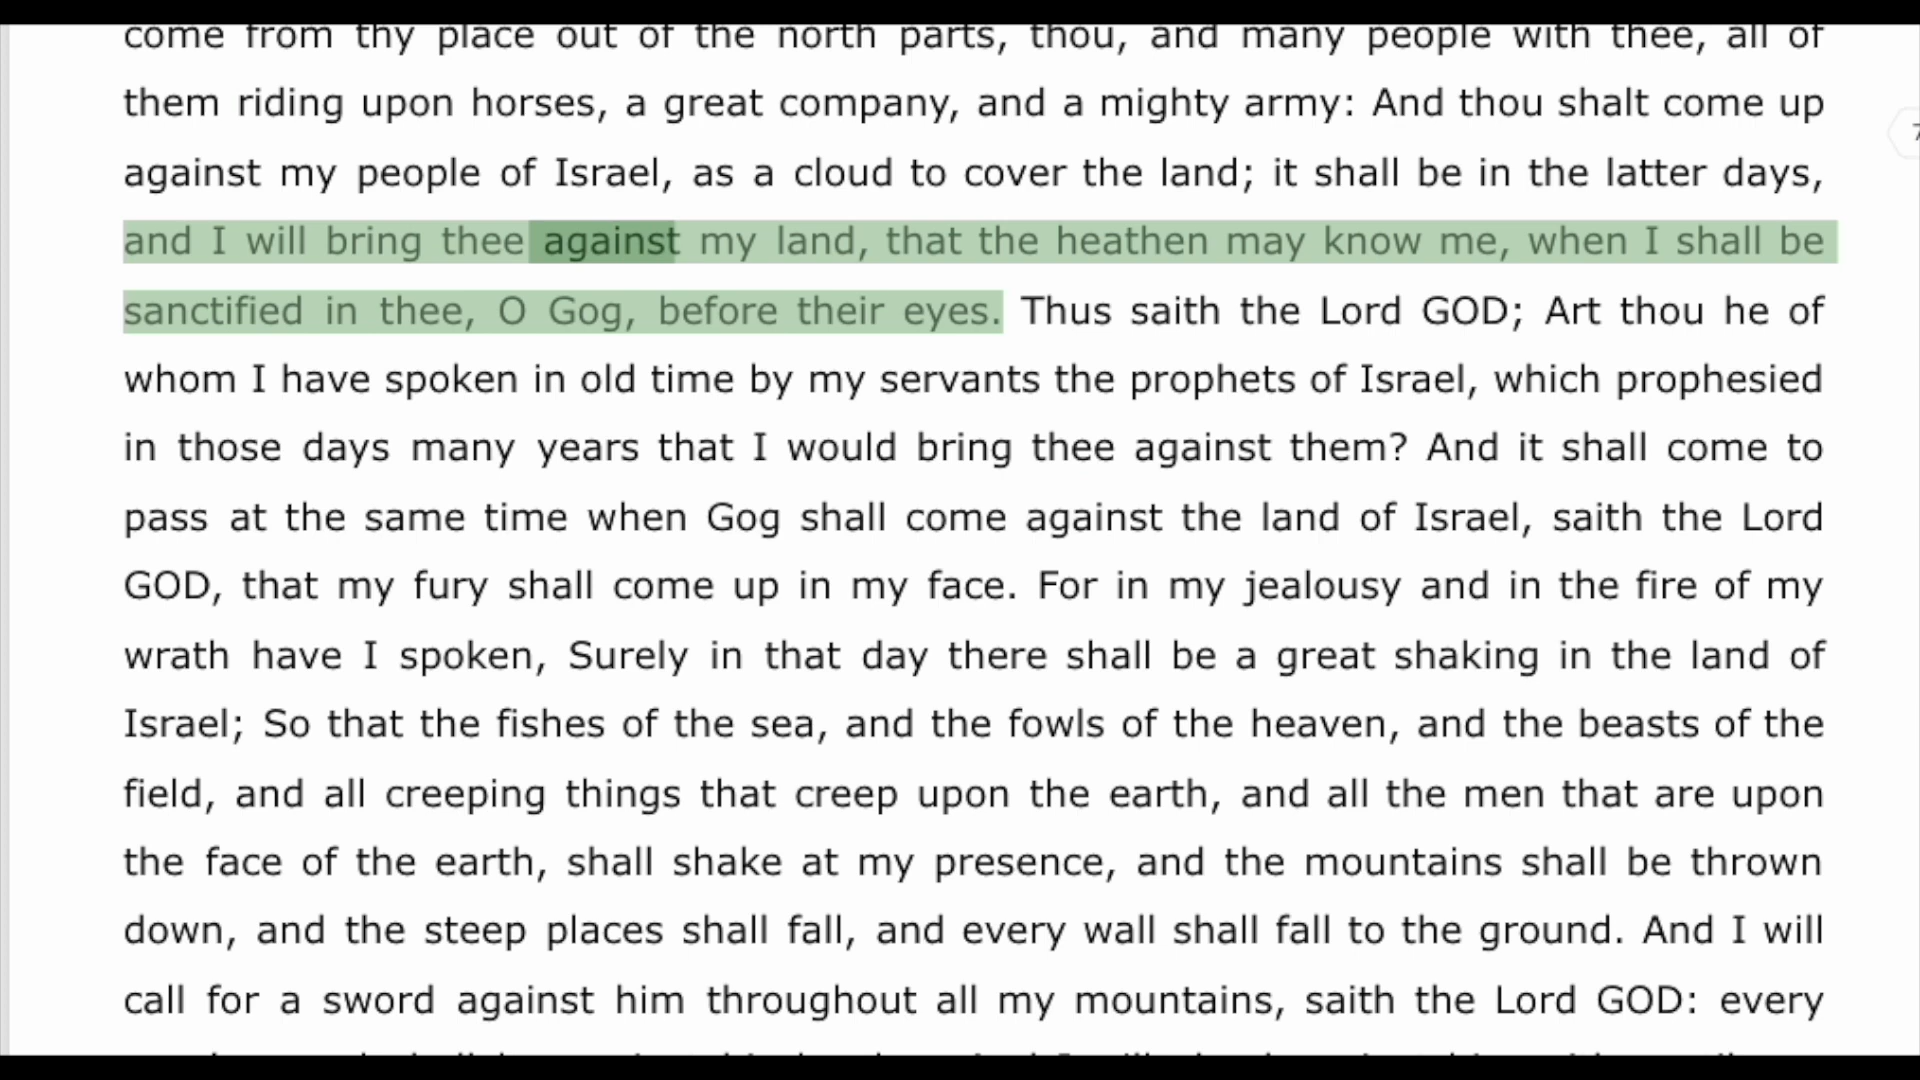 come from thy place out of the north parts, thou, and many people with thee, all of
them riding upon horses, a great company, and a mighty army: And thou shalt come up
against my people of Israel, as a cloud to cover the land; it shall be in the latter days,
and I will bring thee against my land, that the heathen may know me, when I shall be
sanctified in thee, O Gog, before their eyes. Thus saith the Lord GOD; Art thou he of
whom I have spoken in old time by my servants the prophets of Israel, which prophesied
in those days many years that I would bring thee against them? And it shall come to
pass at the same time when Gog shall come against the land of Israel, saith the Lord
GOD, that my fury shall come up in my face. For in my jealousy and in the fire of my
wrath have I spoken, Surely in that day there shall be a great shaking in the land of
Israel; So that the fishes of the sea, and the fowls of the heaven, and the beasts of the
field, and all creeping things that creep upon the earth, and all the men that are upon
the face of the earth, shall shake at my presence, and the mountains shall be thrown
down, and the steep places shall fall, and every wall shall fall to the ground. And I will
call for a sword against him throughout all my mountains, saith the Lord GOD: every